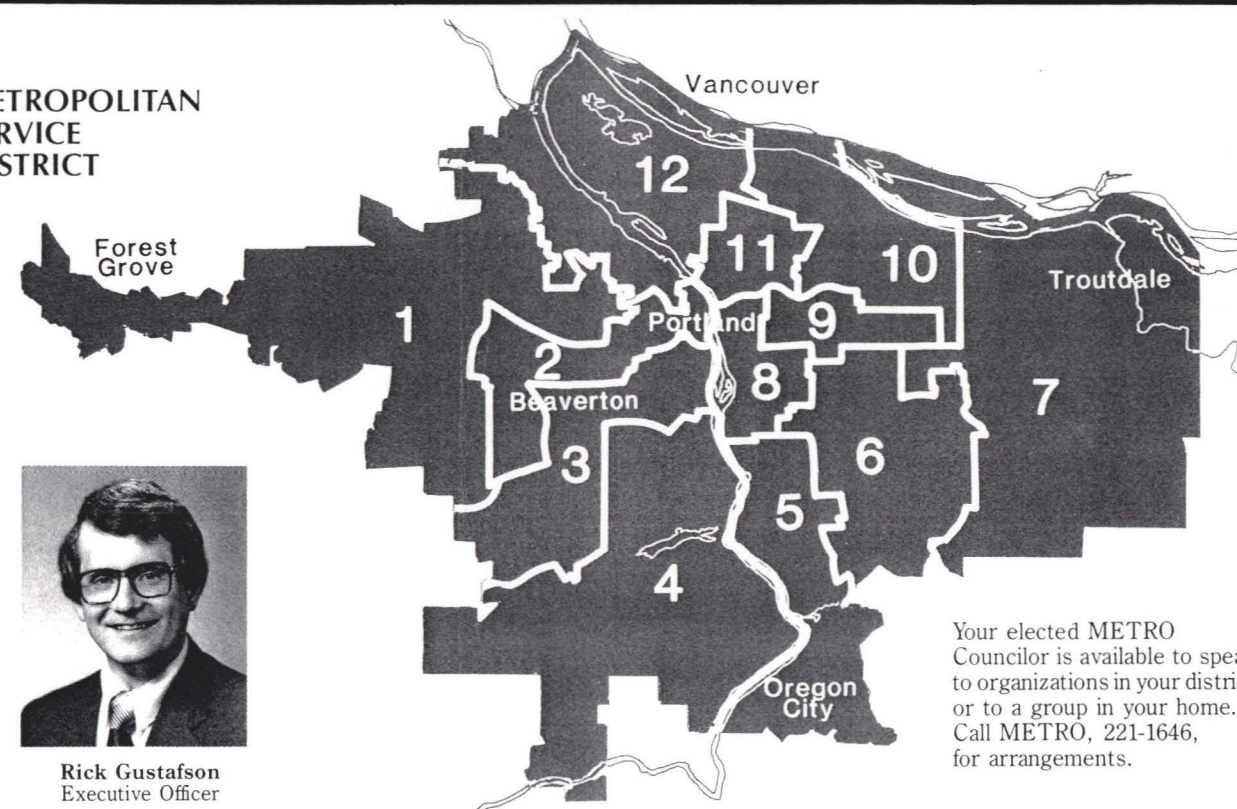 ETROPOLITAN
ERVICE
ISTRICT
Vancouver
12
Forest
Grove
11
10
Troutdale
1
Portland
9
2
8
7
Beaverton
3
6
5
4
Your elected METRO
Councilor is available to spea
to organizations in your distri
or to a group in your home.
Call METRO, 221-1646,
for arrangements.
Oregon
City
Rick Gustafson
Executive Officer